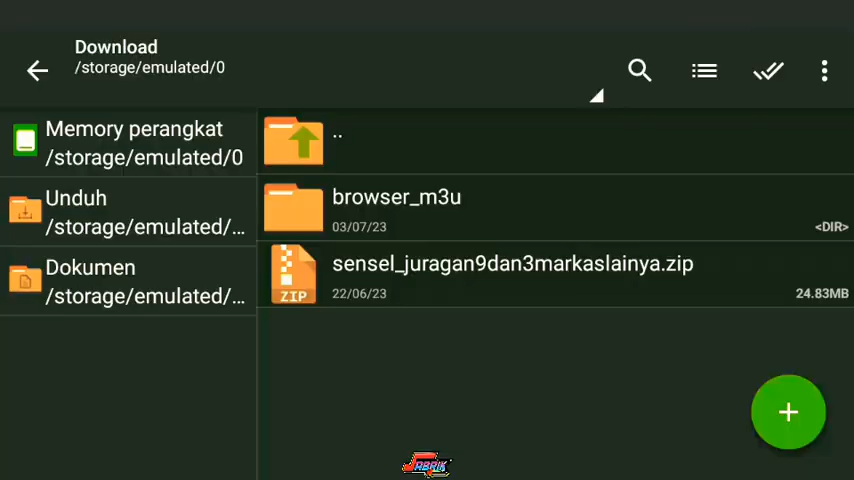 Download
/storage/emulated/0
Memory perangkat
/storage/emulated/0
Unduh
/storage/emulated/...
Dokumen
/storage/emulated/...
..
browser_m3u
03/07/23
<DIR>
sensel_juragan9dan3markaslainya.zip
22/06/23
24.83MB
ZIP